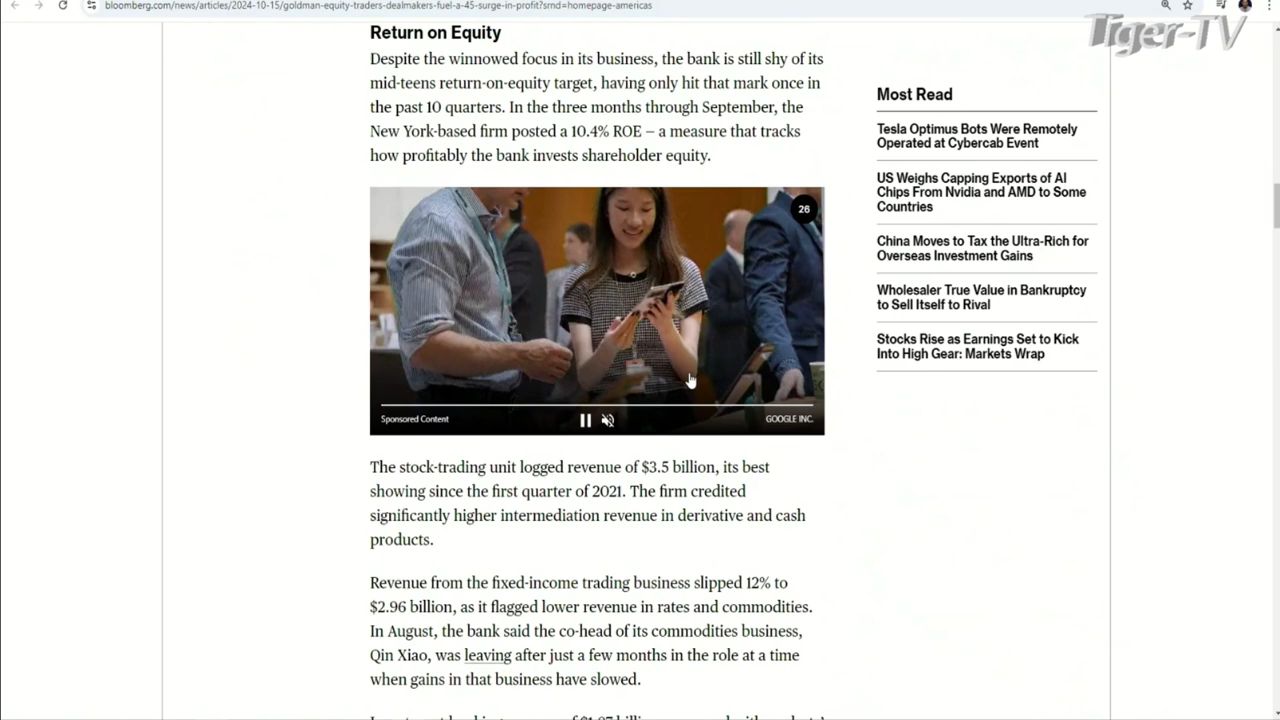 bloomberg.com/news/articles/2024-10-15/goldman-equity-traders-dealmakers-fuel-a-45-surge-in-profit?srnd=homepage-americas
Tiger-TV
Return on Equity
Despite the winnowed focus in its business, the bank is still shy of its
mid-teens return-on-equity target, having only hit that mark once in
the past 10 quarters. In the three months through September, the
New York-based firm posted a 10.4% ROE – a measure that tracks
how profitably the bank invests shareholder equity.
26
Sponsored Content
GOOGLE INC.
The stock-trading unit logged revenue of $3.5 billion, its best
showing since the first quarter of 2021. The firm credited
significantly higher intermediation revenue in derivative and cash
products.
Revenue from the fixed-income trading business slipped 12% to
$2.96 billion, as it flagged lower revenue in rates and commodities.
In August, the bank said the co-head of its commodities business,
Qin Xiao, was leaving after just a few months in the role at a time
when gains in that business have slowed.
Most Read
Tesla Optimus Bots Were Remotely
Operated at Cybercab Event
US Weighs Capping Exports of AI
Chips From Nvidia and AMD to Some
Countries
China Moves to Tax the Ultra-Rich for
Overseas Investment Gains
Wholesaler True Value in Bankruptcy
to Sell Itself to Rival
Stocks Rise as Earnings Set to Kick
Into High Gear: Markets Wrap